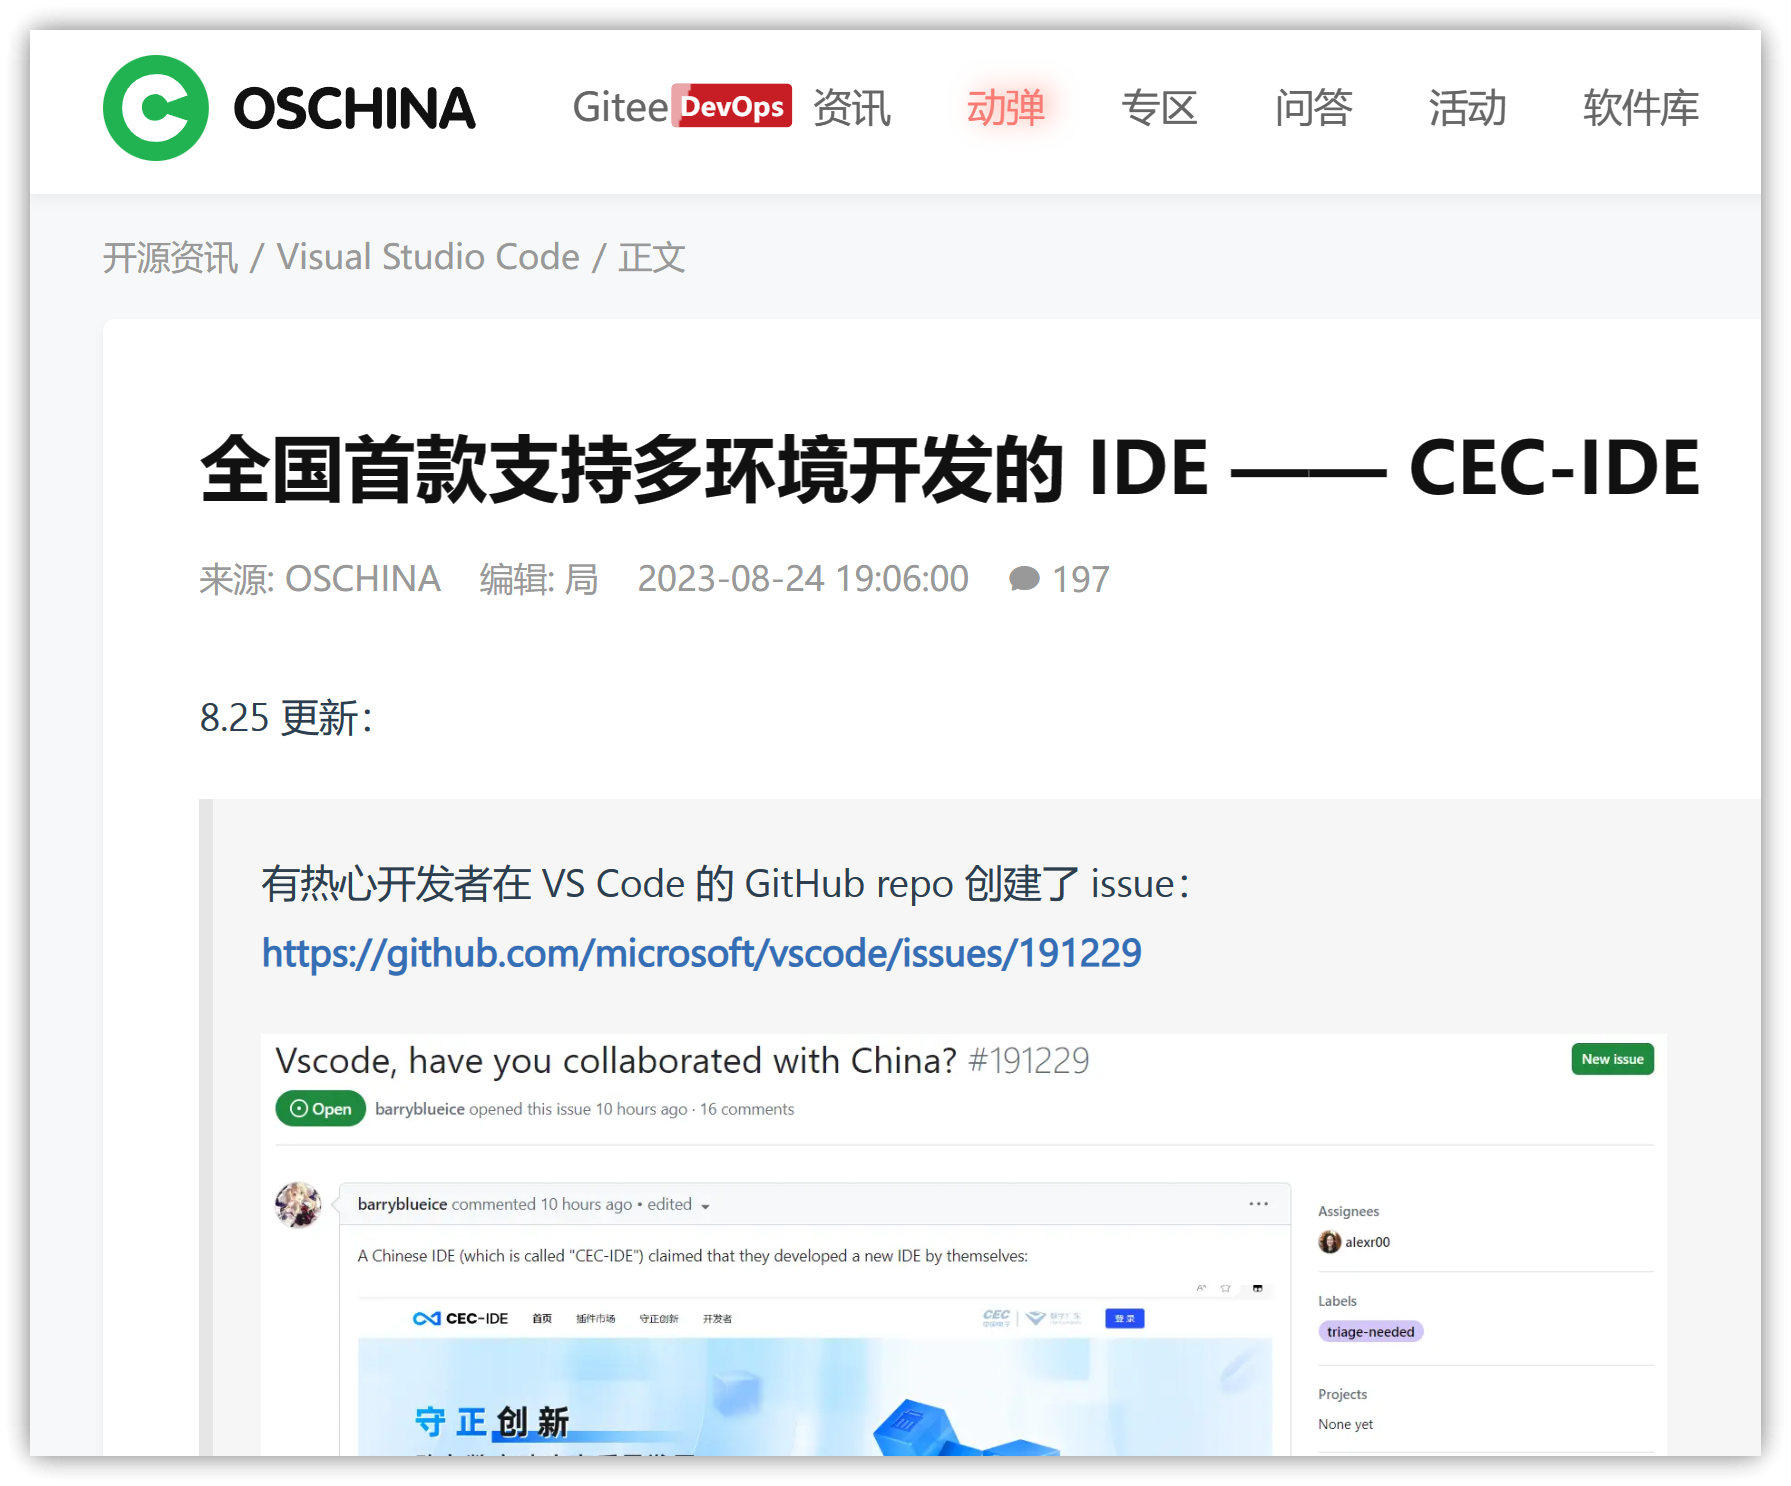 OSCHINA Gitee DevOps 资讯 动弹 专区 问答 活动 软件库
开源资讯 / Visual Studio Code / 正文
全国首款支持多环境开发的 IDE —— CEC-IDE
来源: OSCHINA 编辑: 局 2023-08-24 19:06:00 197
8.25 更新：
有热心开发者在 VS Code 的 GitHub repo 创建了 issue：
https://github.com/microsoft/vscode/issues/191229
Vscode, have you collaborated with China? #191229 New issue
Open barryblueice opened this issue 10 hours ago · 16 comments
barryblueice commented 10 hours ago • edited
A Chinese IDE (which is called "CEC-IDE") claimed that they developed a new IDE by themselves:
CEC-IDE 首页 插件市场 守正创新 开发者 CEC 登录
守正创新
Assignees
alexr00
Labels
triage-needed
Projects
None yet